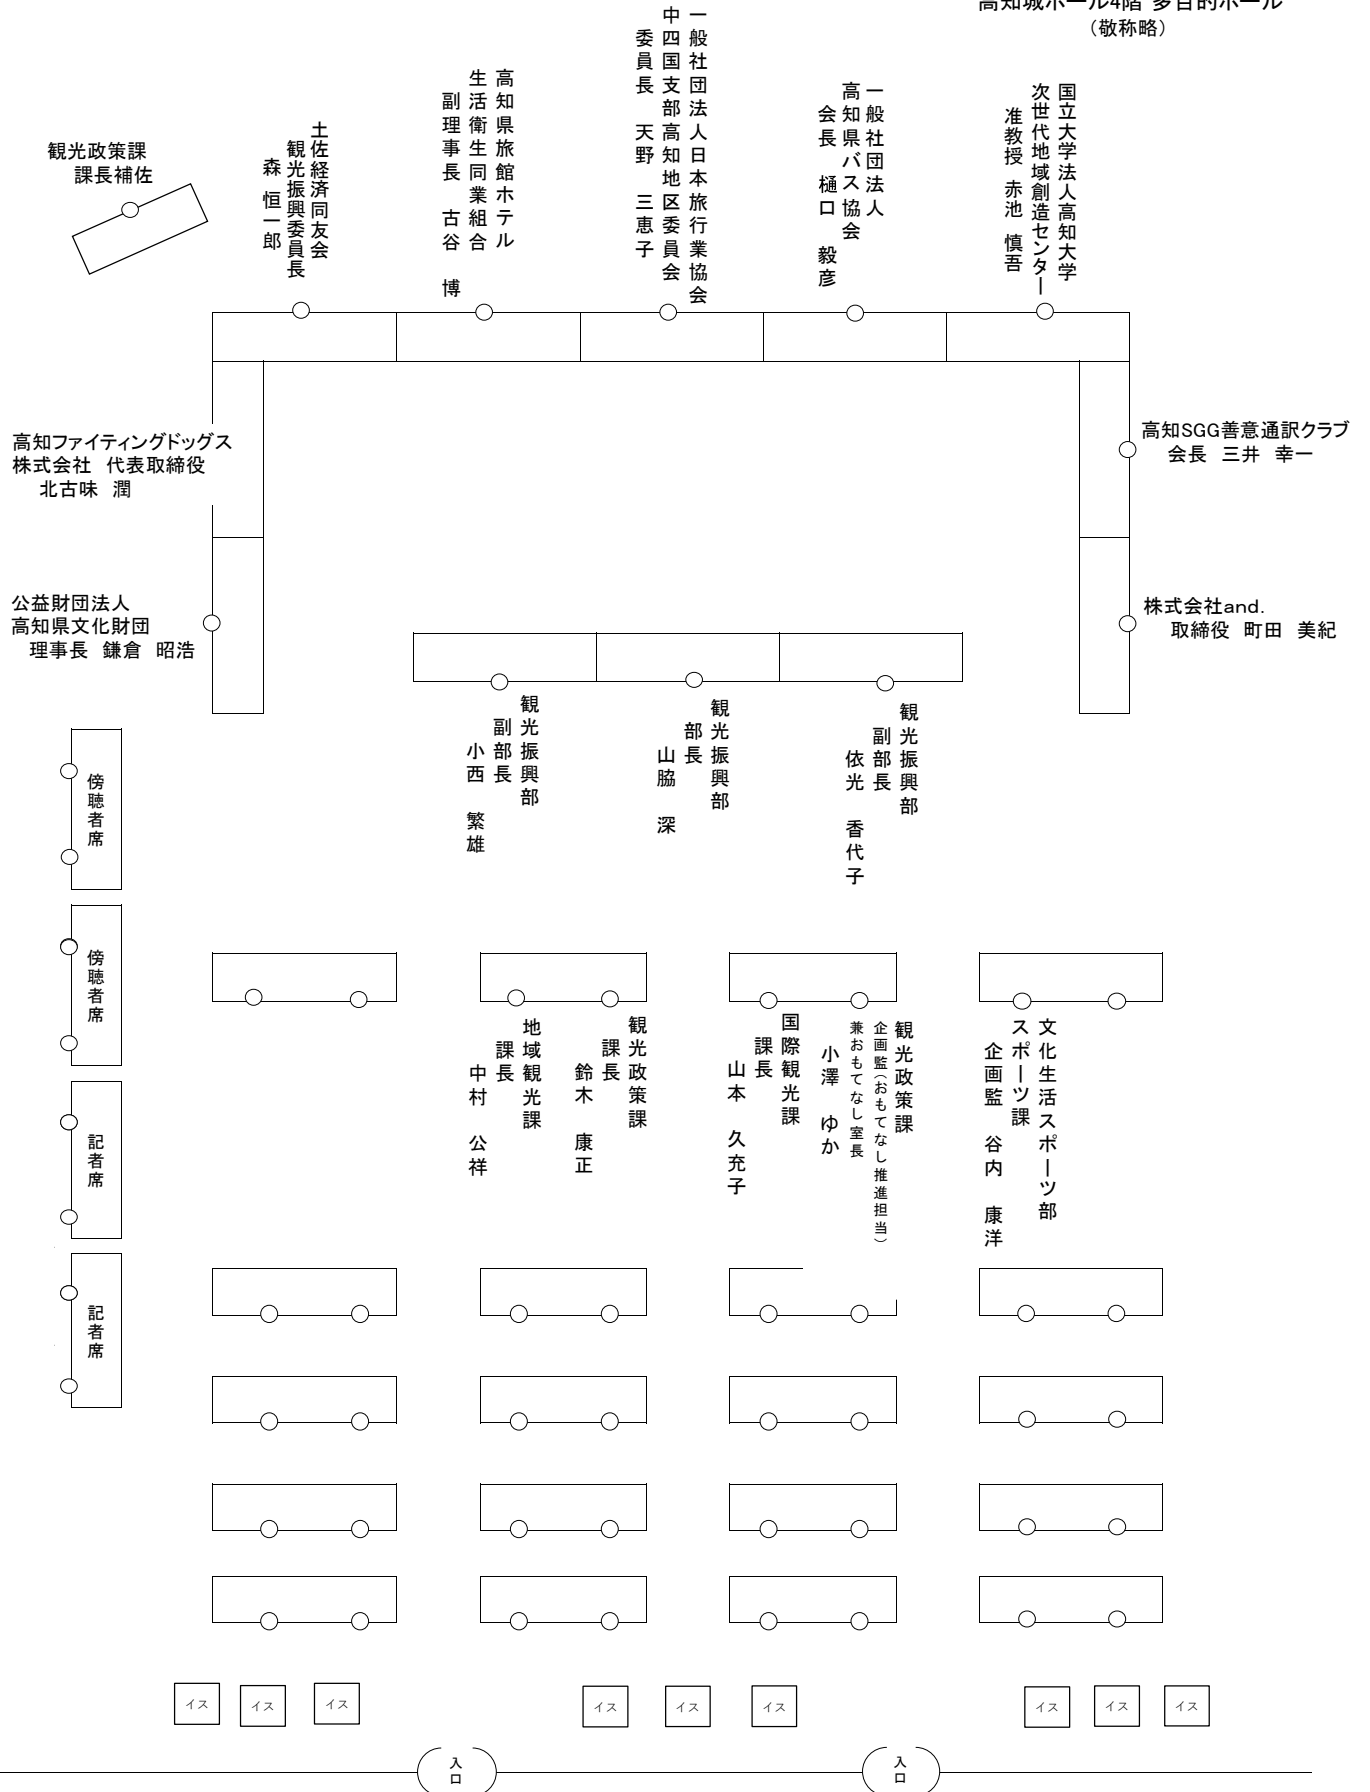 高知城ホール4階 多目的ホール
（敬称略）
観光政策課
課長補佐
土佐経済同友会
観光振興委員長
森 恒一郎
高知県旅館ホテル
生活衛生同業組合
副理事長 古谷 博
一般社団法人日本旅行業協会
中四国支部高知地区委員会
委員長 天野 三恵子
一般社団法人
高知県バス協会
会長 樋口 毅彦
国立大学法人高知大学
次世代地域創造センター
准教授 赤池 慎吾
高知ファイティングドッグス
株式会社 代表取締役
北古味 潤
高知SGG善意通訳クラブ
会長 三井 幸一
公益財団法人
高知県文化財団
理事長 鎌倉 昭浩
株式会社and.
取締役 町田 美紀
観光振興部
副部長
小西 繁雄
観光振興部
部長
山脇 深
観光振興部
副部長
依光 香代子
傍聴者席
傍聴者席
記者席
記者席
地域観光課
課長
中村 公祥
観光政策課
課長
鈴木 康正
国際観光課
課長
山本 久充子
観光政策課
企画監（おもてなし推進担当）
兼おもてなし室長
小澤 ゆか
文化生活スポーツ部
スポーツ課
企画監 谷内 康洋
イス
イス
イス
イス
イス
イス
イス
イス
イス
入口
入口